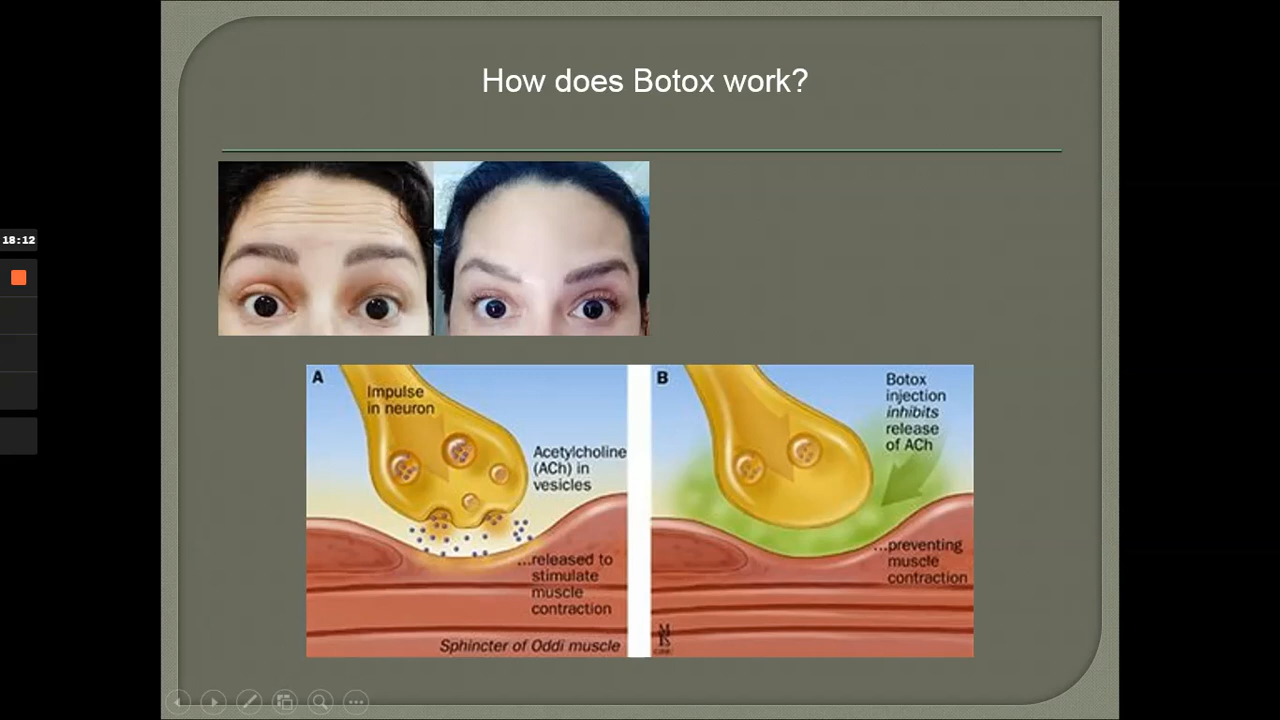 How does Botox work?
18:12
A
Impulse
in neuron
Acetylcholine
(ACh) in
vesicles
...released to
stimulate
muscle
contraction
Sphincter of Oddi muscle
B
Botox
injection
inhibits
release
of ACh
...preventing
muscle
contraction